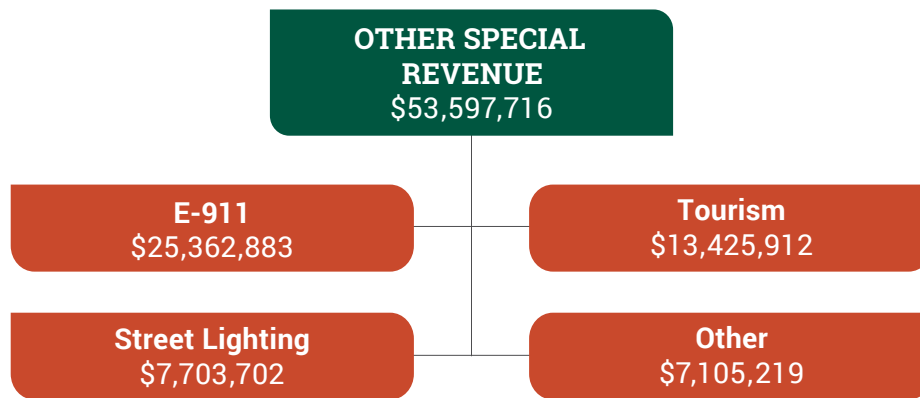 OTHER SPECIAL
REVENUE
$53,597,716
E-911
$25,362,883
Tourism
$13,425,912
Street Lighting
$7,703,702
Other
$7,105,219